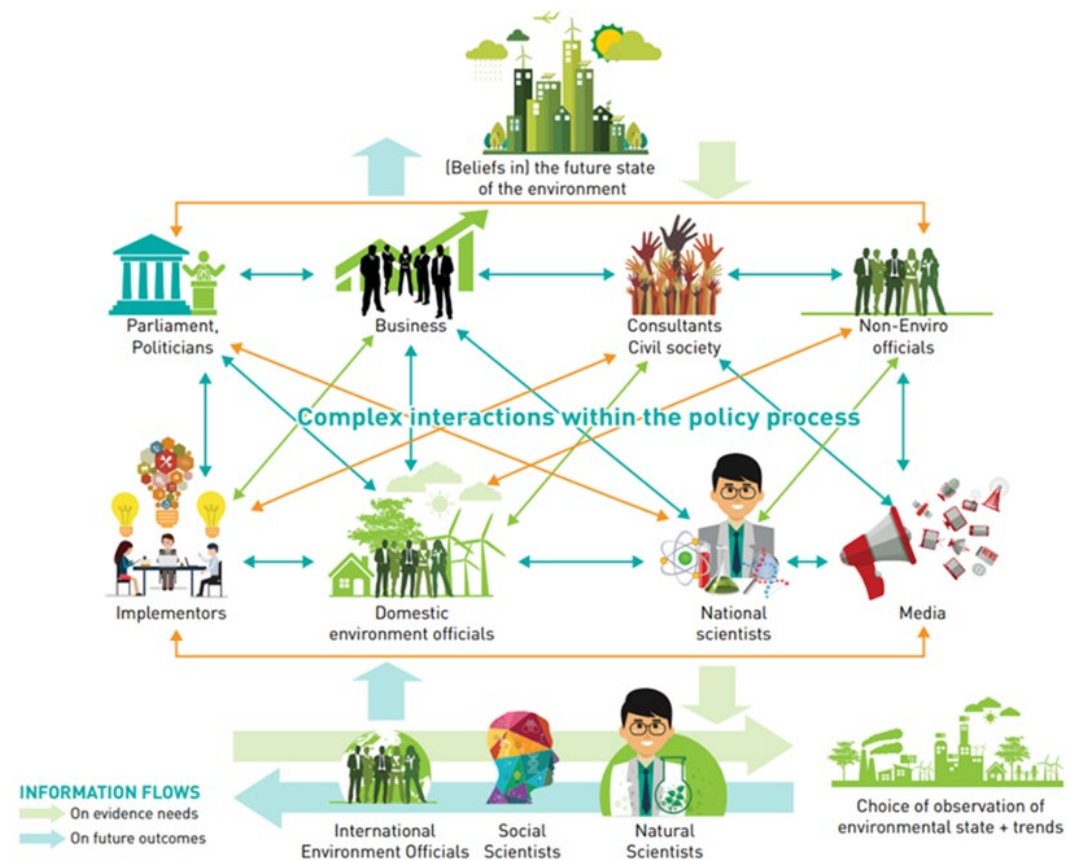 (Beliefs in) the future state
of the environment
Parliament,
Politicians
Business
Consultants
Civil society
Non-Enviro
officials
Complex interactions within the policy process
Implementors
Domestic
environment officials
National
scientists
Media
INFORMATION FLOWS
On evidence needs
On future outcomes
International
Environment Officials
Social
Scientists
Natural
Scientists
Choice of observation of
environmental state + trends